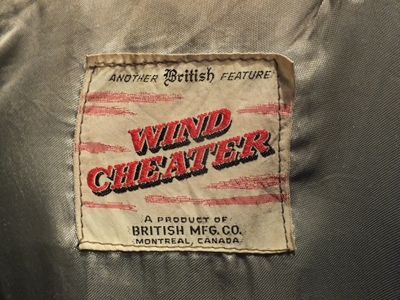 ANOTHER British FEATURE
WIND
CHEATER
A PRODUCT OF
BRITISH MFG. CO.
MONTREAL, CANADA